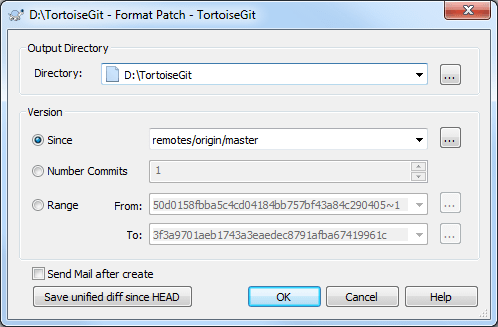 D:\TortoiseGit - Format Patch - TortoiseGit
Output Directory
Directory: D:\TortoiseGit ...
Version
Since remotes/origin/master ...
Number Commits 1
Range From: 50d0158fbba5c4cd04184bb757bf43a84c290405~1 ...
To: 3f3a9701aeb1743a3eaedec8791afba67419961c ...
Send Mail after create
Save unified diff since HEAD OK Cancel Help